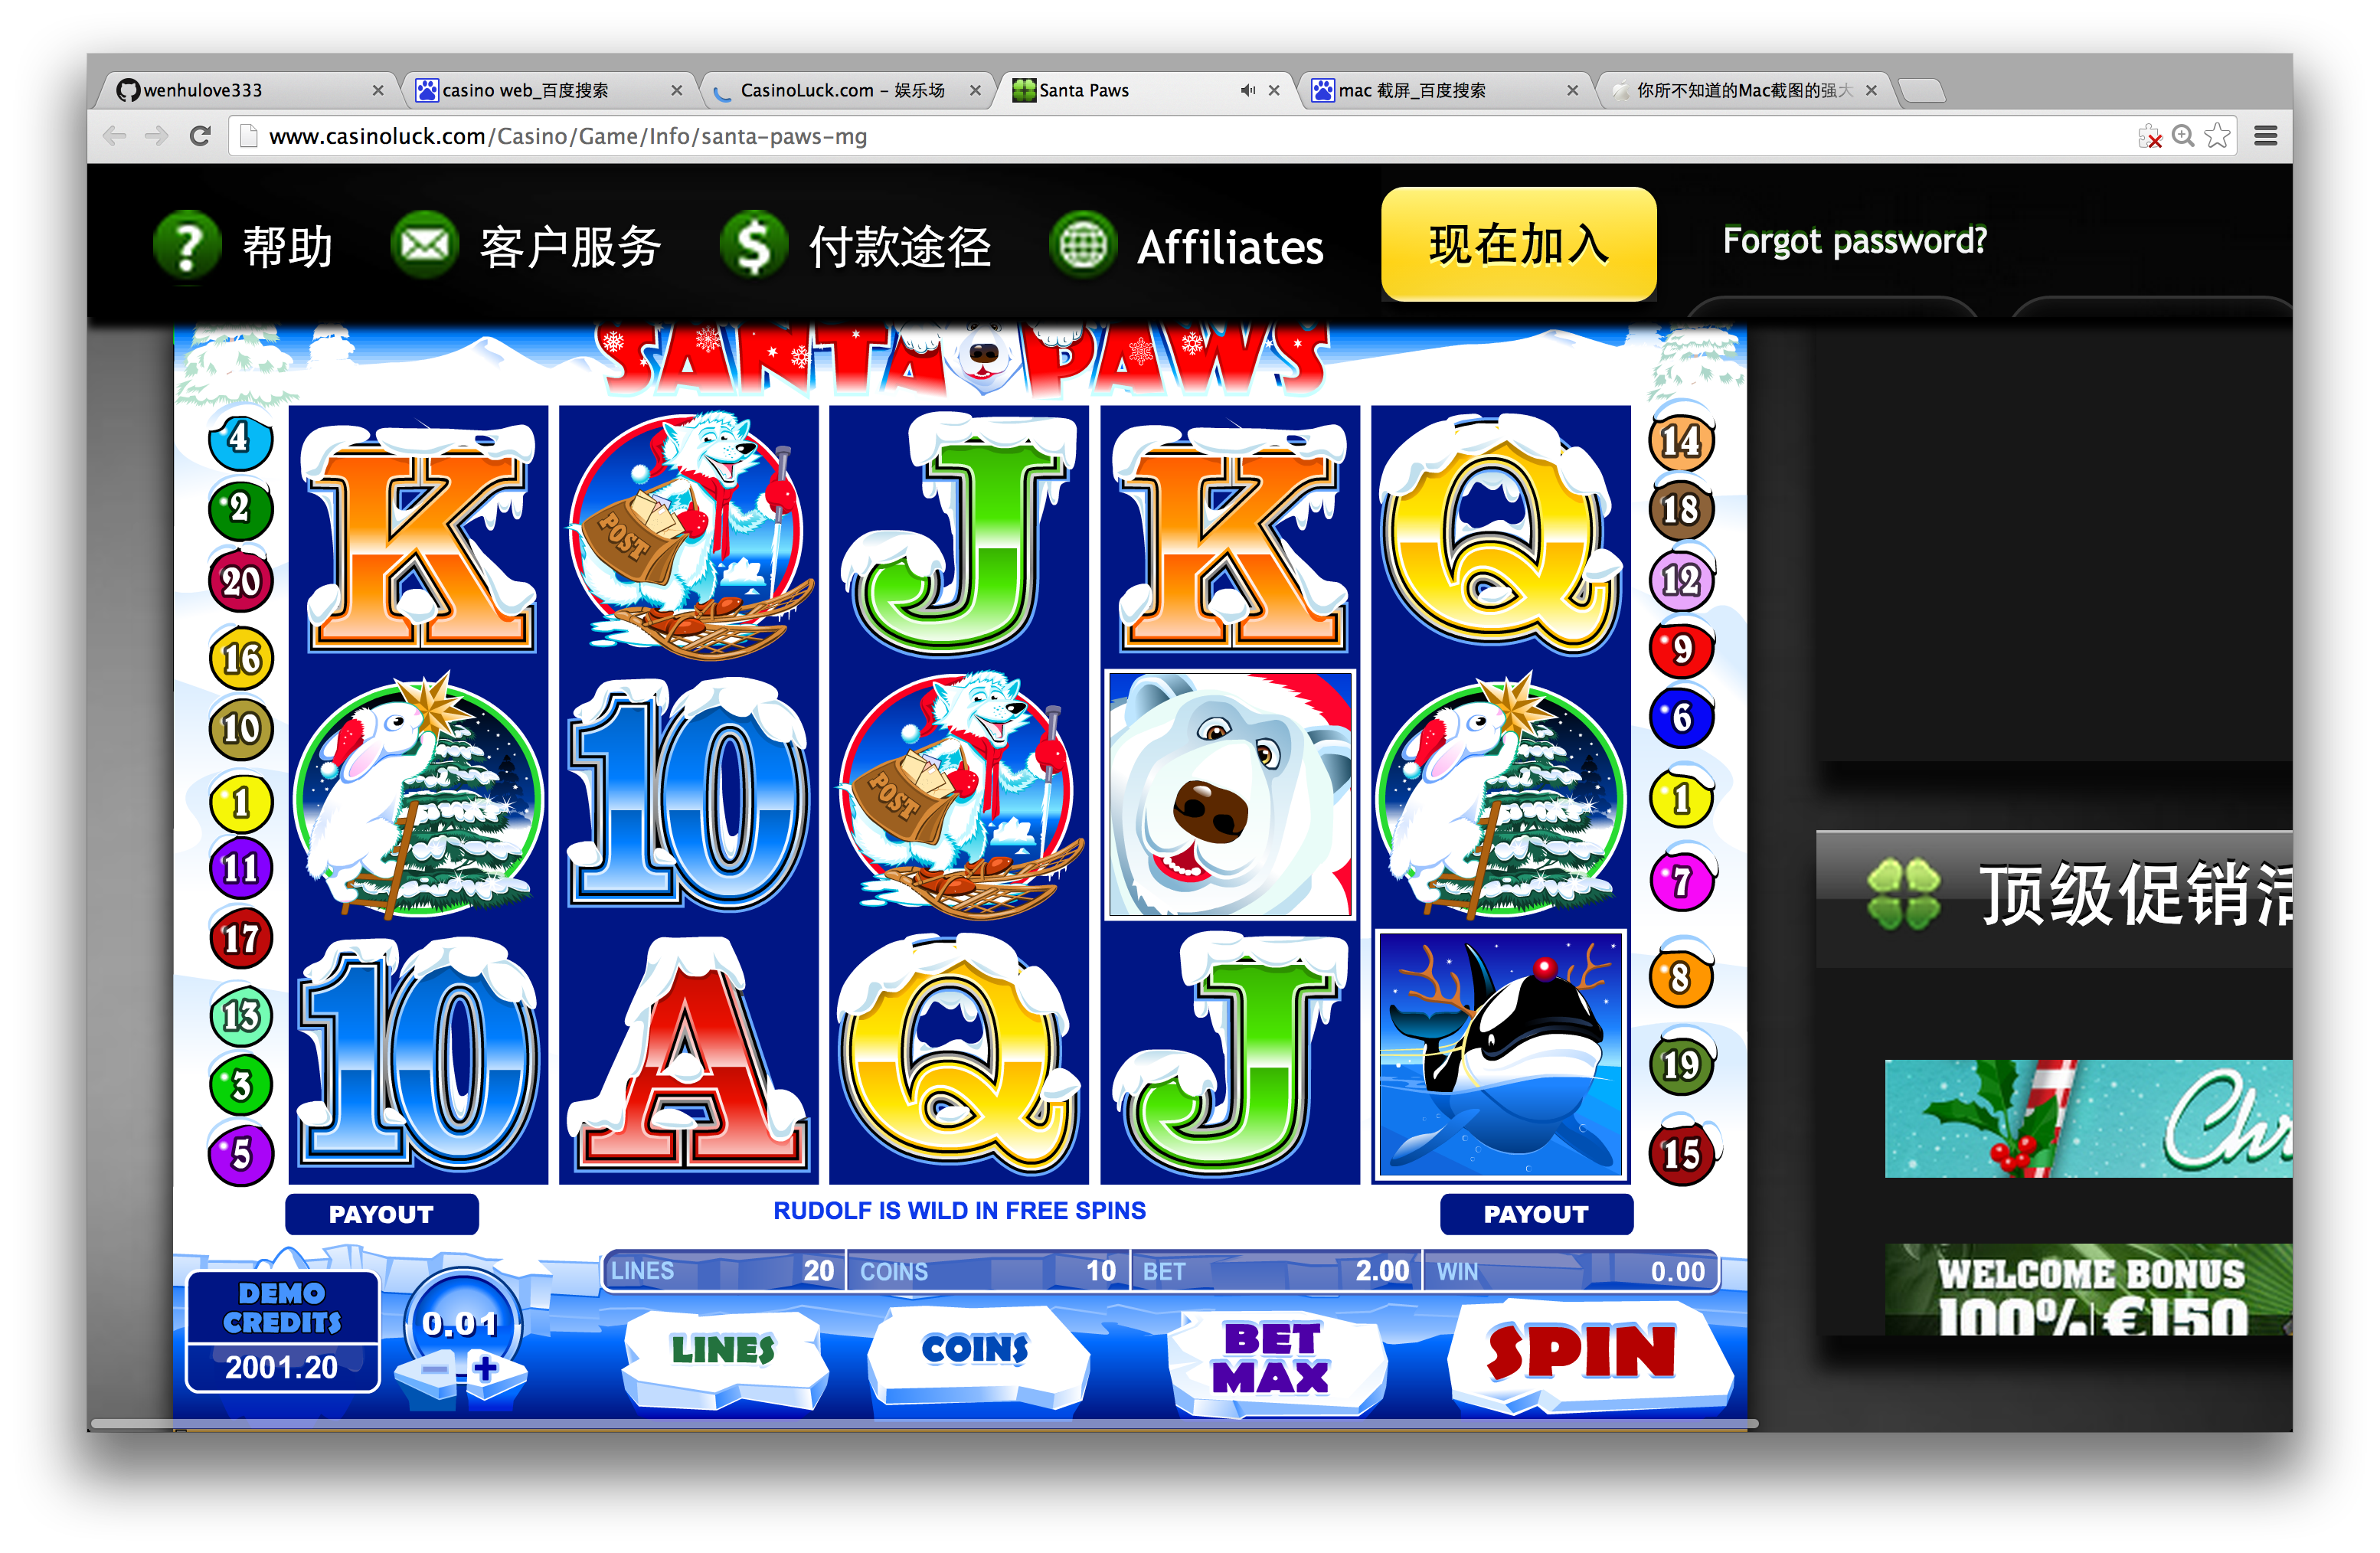 wenhulove333
casino web_百度搜索
CasinoLuck.com – 娱乐场
Santa Paws
mac 截屏_百度搜索
你所不知道的Mac截图的强大
www.casinoluck.com/Casino/Game/Info/santa-paws-mg
帮助
客户服务
付款途径
Affiliates
现在加入
Forgot password?
SANTA PAWS
4
2
20
16
10
1
11
17
13
3
5
K
POST
J
K
Q
10
POST
10
A
Q
J
14
18
12
9
6
1
7
8
19
15
PAYOUT
RUDOLF IS WILD IN FREE SPINS
PAYOUT
LINES 20
COINS 10
BET 2.00
WIN 0.00
DEMO
CREDITS
2001.20
0.01
− +
LINES
COINS
BET
MAX
SPIN
顶级促销活
Chr
WELCOME BONUS
100% €150